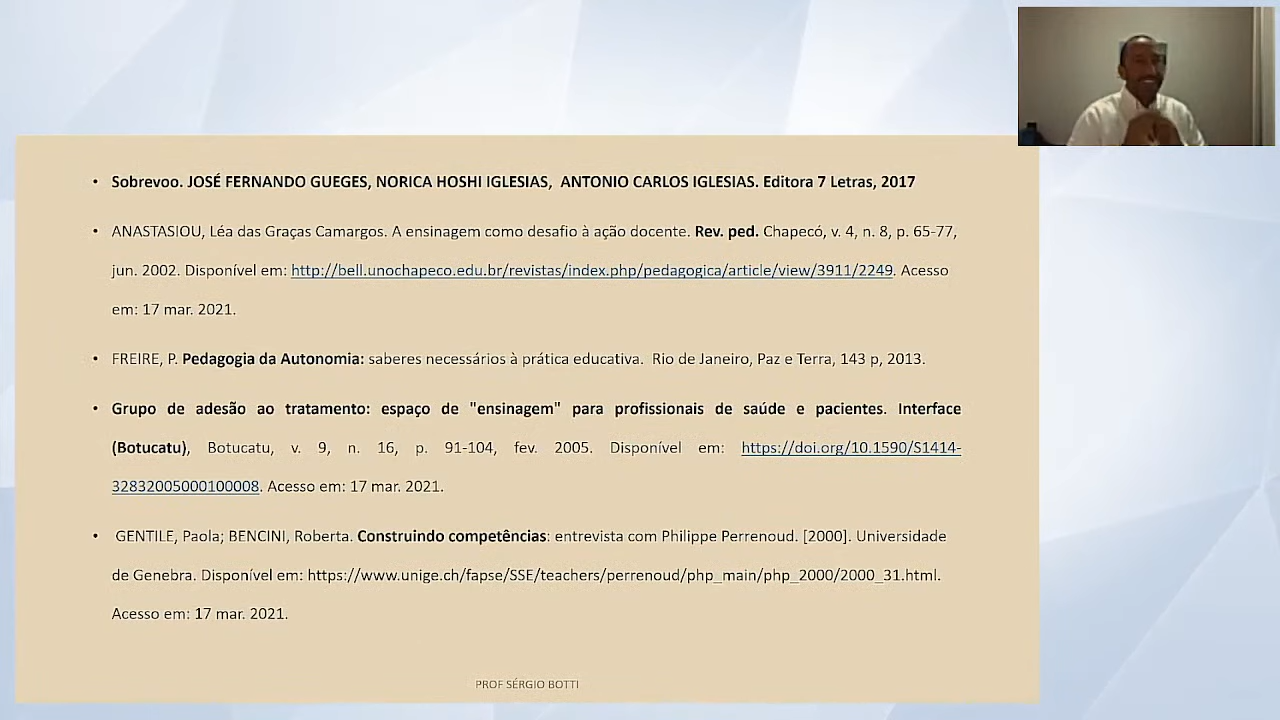 • Sobrevoo. JOSÉ FERNANDO GUEGES, NORICA HOSHI IGLESIAS, ANTONIO CARLOS IGLESIAS. Editora 7 Letras, 2017
• ANASTASIOU, Léa das Graças Camargos. A ensinagem como desafio à ação docente. Rev. ped. Chapecó, v. 4, n. 8, p. 65-77,
jun. 2002. Disponível em: http://bell.unochapeco.edu.br/revistas/index.php/pedagogica/article/view/3911/2249. Acesso
em: 17 mar. 2021.
• FREIRE, P. Pedagogia da Autonomia: saberes necessários à prática educativa. Rio de Janeiro, Paz e Terra, 143 p, 2013.
• Grupo de adesão ao tratamento: espaço de "ensinagem" para profissionais de saúde e pacientes. Interface
(Botucatu), Botucatu, v. 9, n. 16, p. 91-104, fev. 2005. Disponível em: https://doi.org/10.1590/S1414-
32832005000100008. Acesso em: 17 mar. 2021.
• GENTILE, Paola; BENCINI, Roberta. Construindo competências: entrevista com Philippe Perrenoud. [2000]. Universidade
de Genebra. Disponível em: https://www.unige.ch/fapse/SSE/teachers/perrenoud/php_main/php_2000/2000_31.html.
Acesso em: 17 mar. 2021.
PROF SÉRGIO BOTTI